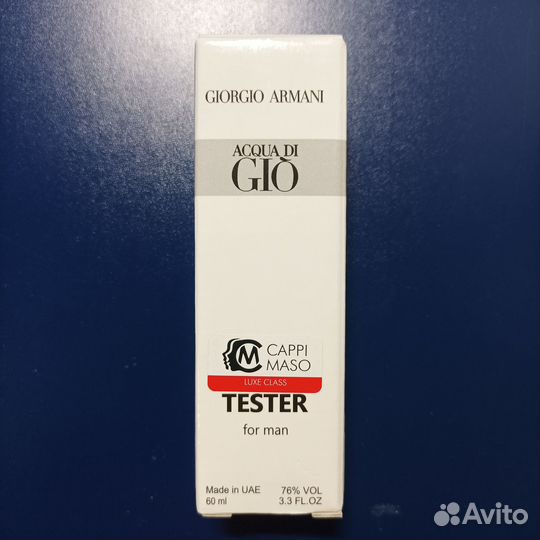 GIORGIO ARMANI
ACQUA DI
GIÒ
CM CAPPI
MASO
LUXE CLASS
TESTER
for man
Made in UAE 76% VOL
60 ml 3.3 FL.OZ
Avito